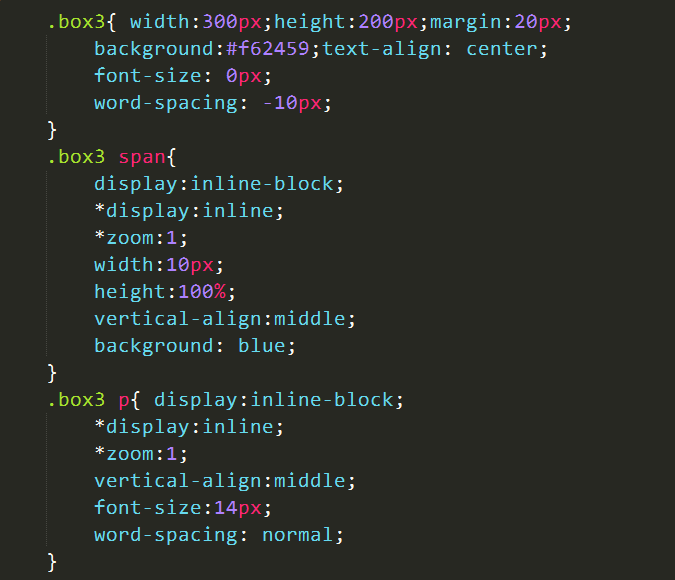 .box3{ width:300px;height:200px;margin:20px;
    background:#f62459;text-align: center;
    font-size: 0px;
    word-spacing: -10px;
}
.box3 span{
    display:inline-block;
    *display:inline;
    *zoom:1;
    width:10px;
    height:100%;
    vertical-align:middle;
    background: blue;
}
.box3 p{ display:inline-block;
    *display:inline;
    *zoom:1;
    vertical-align:middle;
    font-size:14px;
    word-spacing: normal;
}